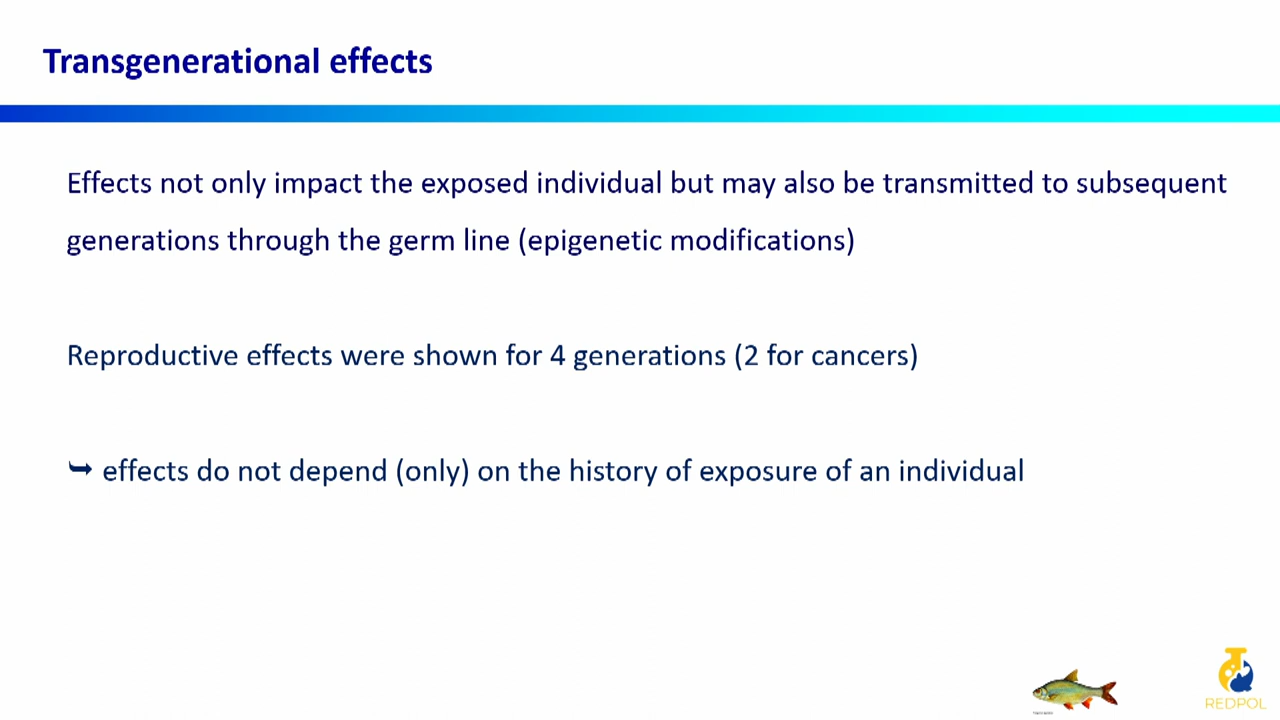 Transgenerational effects
Effects not only impact the exposed individual but may also be transmitted to subsequent
generations through the germ line (epigenetic modifications)
Reproductive effects were shown for 4 generations (2 for cancers)
➥ effects do not depend (only) on the history of exposure of an individual
REDPOL